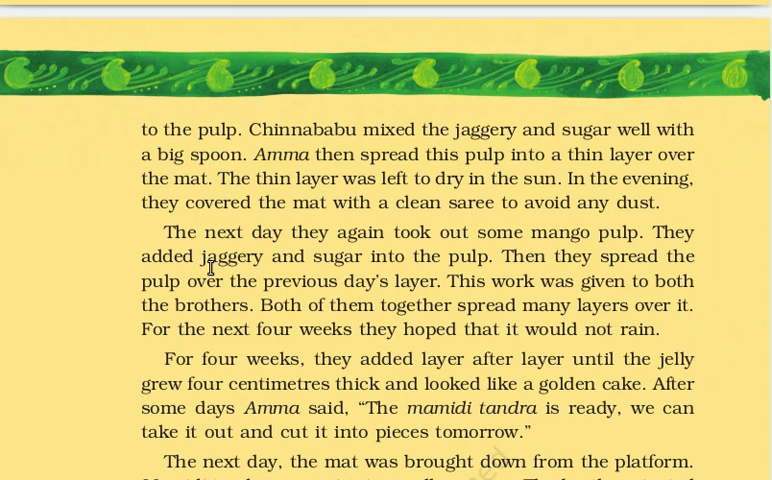 to the pulp. Chinnababu mixed the jaggery and sugar well with
a big spoon. Amma then spread this pulp into a thin layer over
the mat. The thin layer was left to dry in the sun. In the evening,
they covered the mat with a clean saree to avoid any dust.
The next day they again took out some mango pulp. They
added jaggery and sugar into the pulp. Then they spread the
pulp over the previous day's layer. This work was given to both
the brothers. Both of them together spread many layers over it.
For the next four weeks they hoped that it would not rain.
For four weeks, they added layer after layer until the jelly
grew four centimetres thick and looked like a golden cake. After
some days Amma said, “The mamidi tandra is ready, we can
take it out and cut it into pieces tomorrow.”
The next day, the mat was brought down from the platform.